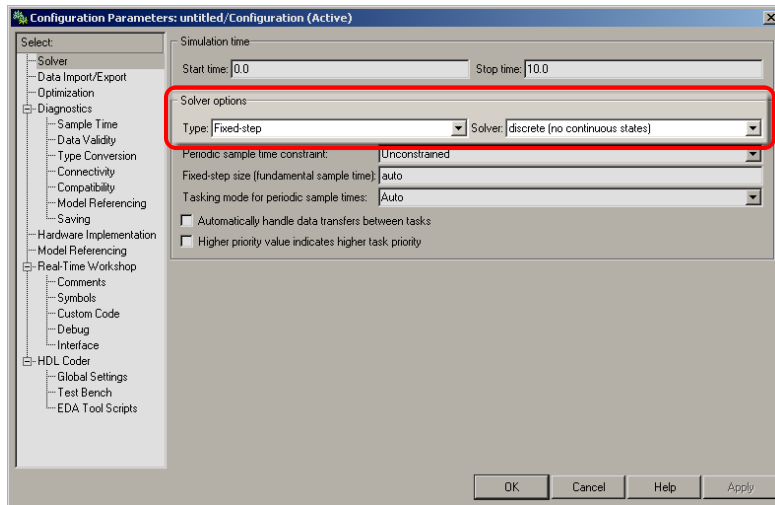 Configuration Parameters: untitled/Configuration (Active)
Select:
Solver
Data Import/Export
Optimization
Diagnostics
Sample Time
Data Validity
Type Conversion
Connectivity
Compatibility
Model Referencing
Saving
Hardware Implementation
Model Referencing
Real-Time Workshop
Comments
Symbols
Custom Code
Debug
Interface
HDL Coder
Global Settings
Test Bench
EDA Tool Scripts
Simulation time
Start time: 0.0 Stop time: 10.0
Solver options
Type: Fixed-step Solver: discrete (no continuous states)
Periodic sample time constraint: Unconstrained
Fixed-step size (fundamental sample time): auto
Tasking mode for periodic sample times: Auto
Automatically handle data transfers between tasks
Higher priority value indicates higher task priority
OK Cancel Help Apply